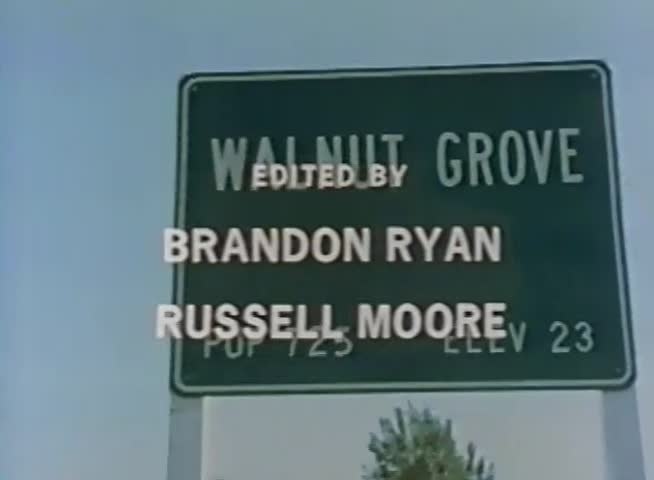 WALNUT GROVE
EDITED BY
BRANDON RYAN
RUSSELL MOORE
POP 725 ELEV 23